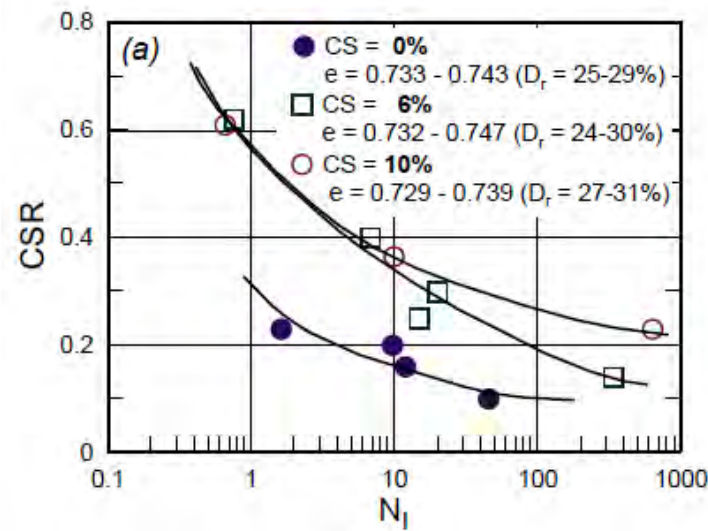 (a)
CS = 0%
e = 0.733 - 0.743 (Dr = 25-29%)
CS = 6%
e = 0.732 - 0.747 (Dr = 24-30%)
CS = 10%
e = 0.729 - 0.739 (Dr = 27-31%)
0.8
0.6
0.4
0.2
0
CSR
0.1 1 10 100 1000
Nl